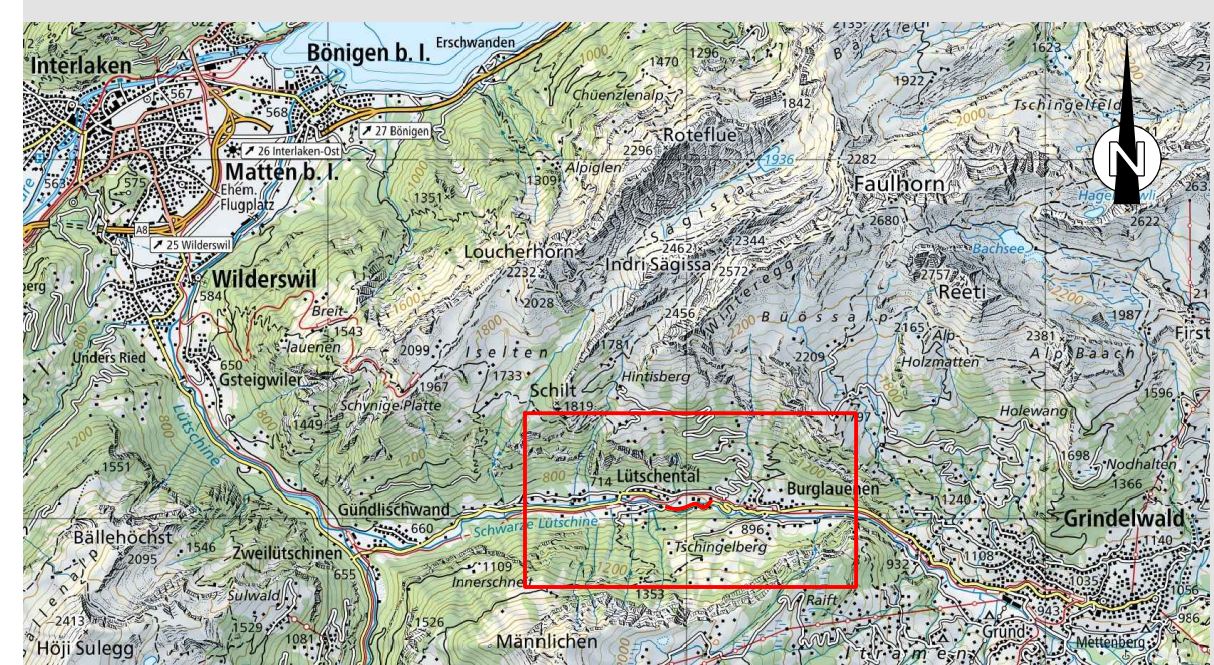 Bönigen b. I.
Erschwanden
Interlaken
1470
1296
1623
1922
567
Chüenzlenalp
1842
Tschingelfeld
568
27 Bönigen
2296
Roteflue
26 Interlaken-Ost
1936
2282
N
Matten b. I.
Alpiglen
1309
563
575
Ehem.
Flugplatz
1351
Faulhorn
2680
2622
A8
25 Wilderswil
Loucherhorn
2232
2462
2344
Sägistal
Bachsee
Indri Sägissa
2572
2757
Wilderswil
584
2028
Winteregg
Reeti
2200
1600
2456
Breit-
lauenen
1543
1800
Büössalp
2165
1987
2381
First
1781
Unders Ried
650
2099
Iselten
2209
Alp
Holzmatten
Alp Baach
Gsteigwiler
1967
1733
Hintisberg
Schynige Platte
Schilt
1819
1596
Holewang
Lütschine
1449
1200
1551
800
714
Lütschental
1698
Nodhalten
1366
Burglauenen
1240
Gündlischwand
660
Schwarze Lütschine
896
Grindelwald
Bällehöchst
2095
1546
Zweilütschinen
655
Tschingelberg
1140
1108
1109
932
1035
Sulwald
1200
1353
Raift
1056
943
2413
1529
1526
986
1081
Höji Sulegg
Männlichen
Grund
Mettenberg
Itramen